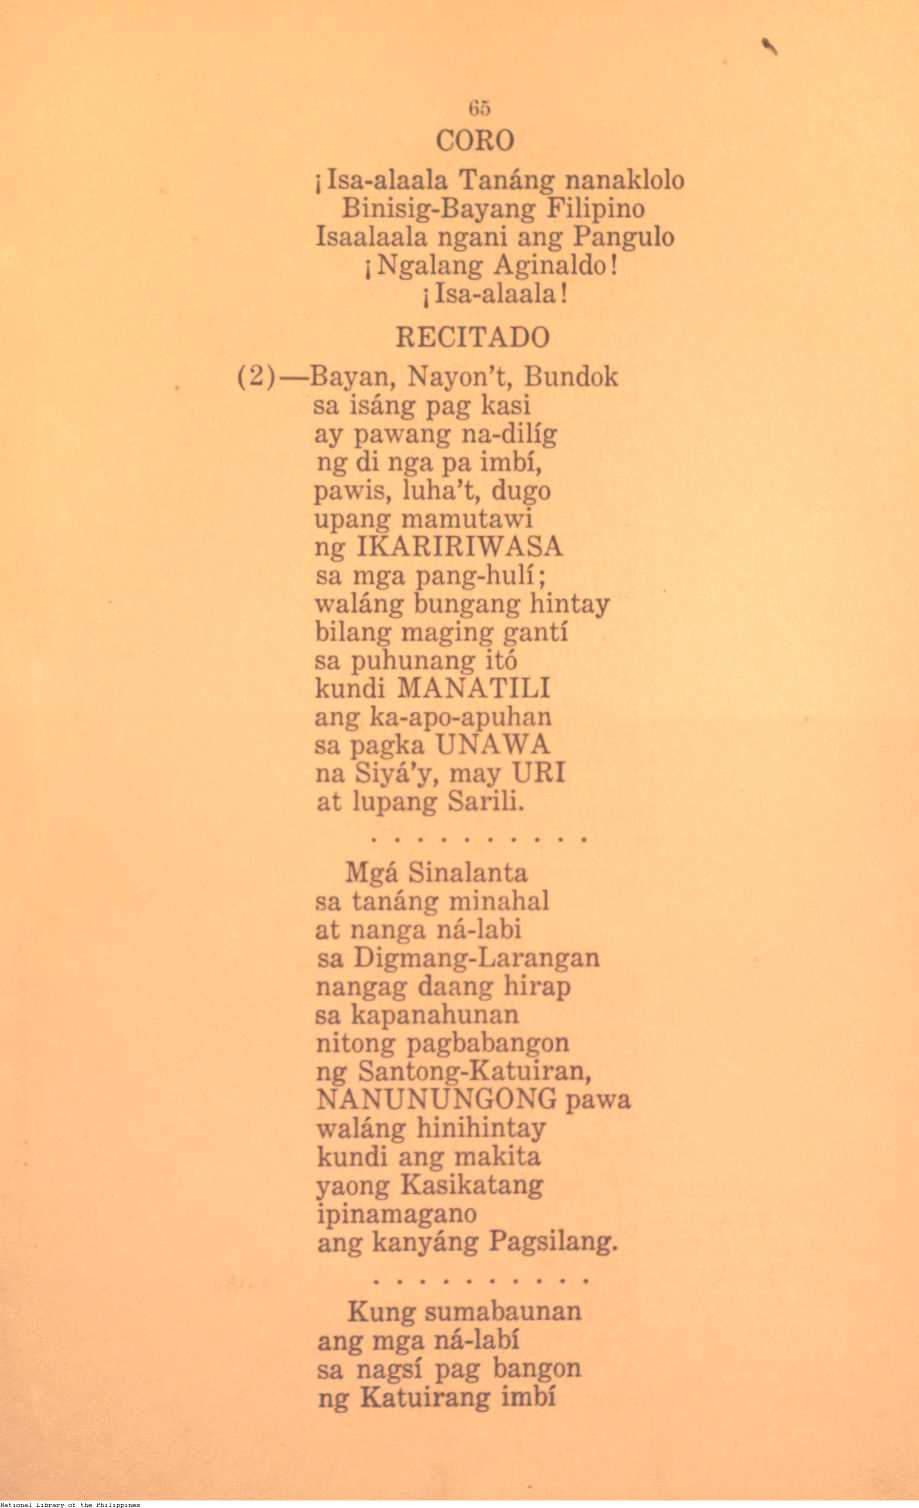 65
CORO
¡Isa-alaala Tanáng nanaklolo
Binisig-Bayang Filipino
Isaalaala ngani ang Pangulo
¡Ngalang Aginaldo!
¡Isa-alaala!
RECITADO
(2)—Bayan, Nayon't, Bundok
sa isáng pag kasi
ay pawang na-dilíg
ng di nga pa imbí,
pawis, luha't, dugo
upang mamutawi
ng IKARIRIWASA
sa mga pang-hulí;
waláng bungang hintay
bilang maging gantí
sa puhunang itó
kundi MANATILI
ang ka-apo-apuhan
sa pagka UNAWA
na Siyá'y, may URI
at lupang Sarili.
. . . . . . . . . .
Mgá Sinalanta
sa tanáng minahal
at nanga ná-labi
sa Digmang-Larangan
nangag daang hirap
sa kapanahunan
nitong pagbabangon
ng Santong-Katuiran,
NANUNUNGONG pawa
waláng hinihintay
kundi ang makita
yaong Kasikatang
ipinamagano
ang kanyáng Pagsilang.
. . . . . . . . . .
Kung sumabaunan
ang mga ná-labí
sa nagsí pag bangon
ng Katuirang imbí
National Library of the Philippines